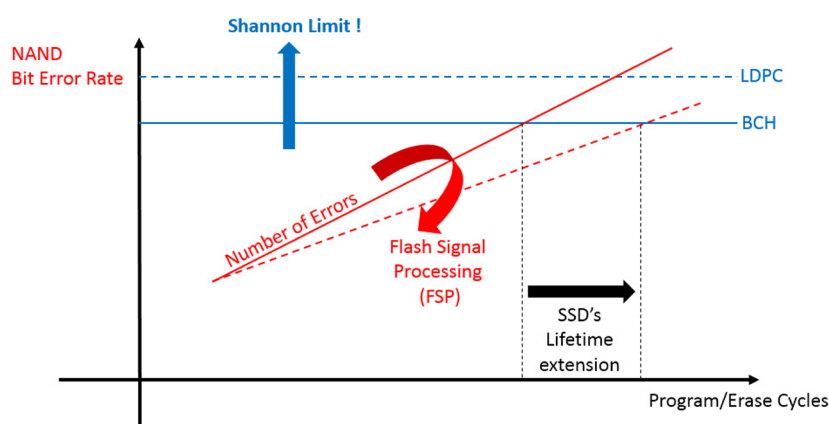 Shannon Limit !
NAND
Bit Error Rate
LDPC
BCH
Number of Errors
Flash Signal
Processing
(FSP)
SSD's
Lifetime
extension
Program/Erase Cycles